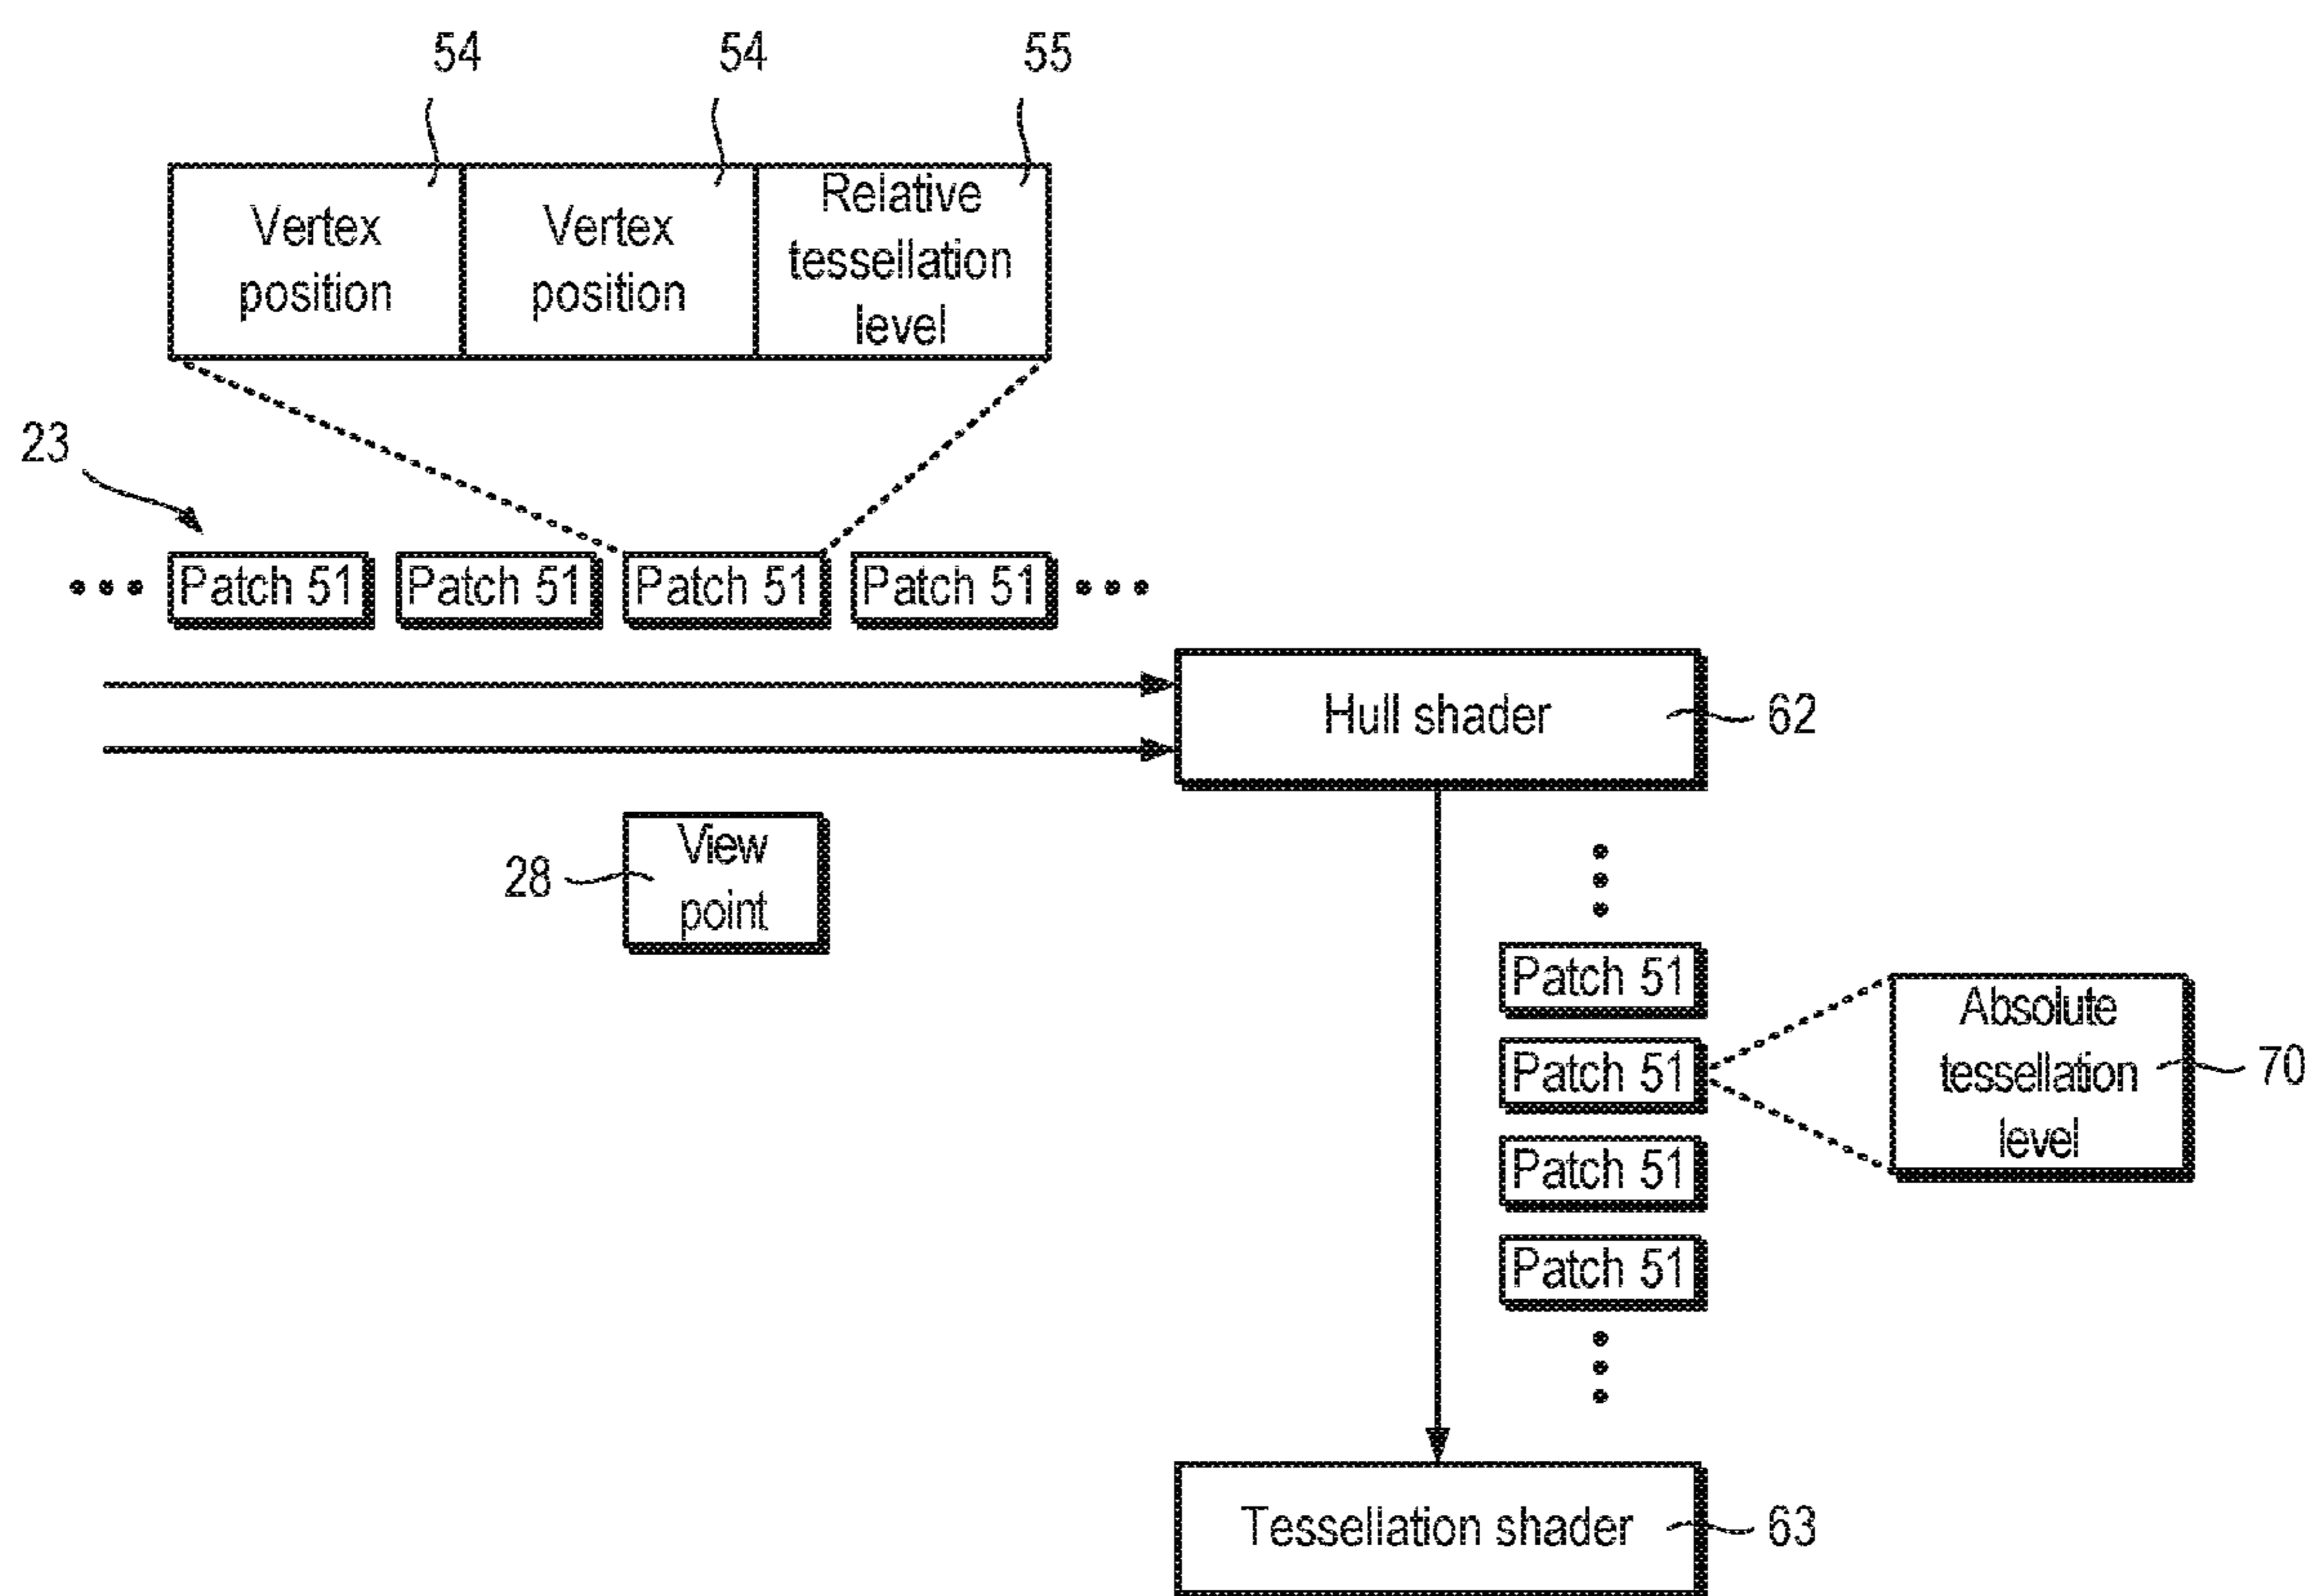 54
54
55
Vertex
position
Vertex
position
Relative
tessellation
level
23
Patch 51
Patch 51
Patch 51
Patch 51
Hull shader
62
View
point
28
Patch 51
Patch 51
Patch 51
Patch 51
Absolute
tessellation
level
70
Tessellation shader
63